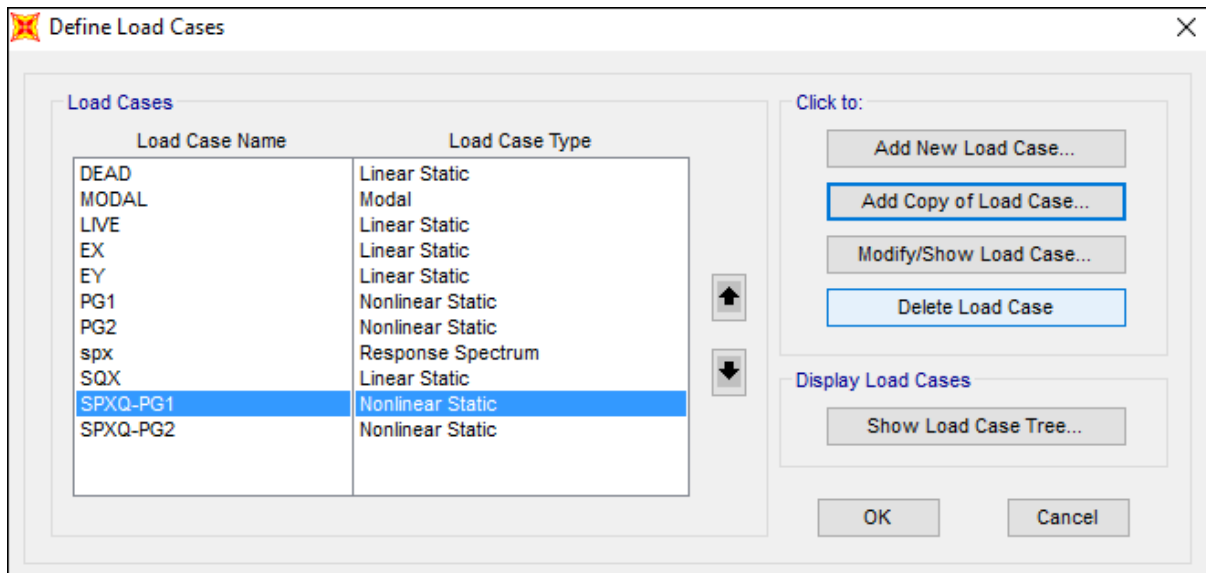 Define Load Cases
Load Cases
Load Case Name Load Case Type
DEAD Linear Static
MODAL Modal
LIVE Linear Static
EX Linear Static
EY Linear Static
PG1 Nonlinear Static
PG2 Nonlinear Static
spx Response Spectrum
SQX Linear Static
SPXQ-PG1 Nonlinear Static
SPXQ-PG2 Nonlinear Static
Click to:
Add New Load Case...
Add Copy of Load Case...
Modify/Show Load Case...
Delete Load Case
Display Load Cases
Show Load Case Tree...
OK Cancel